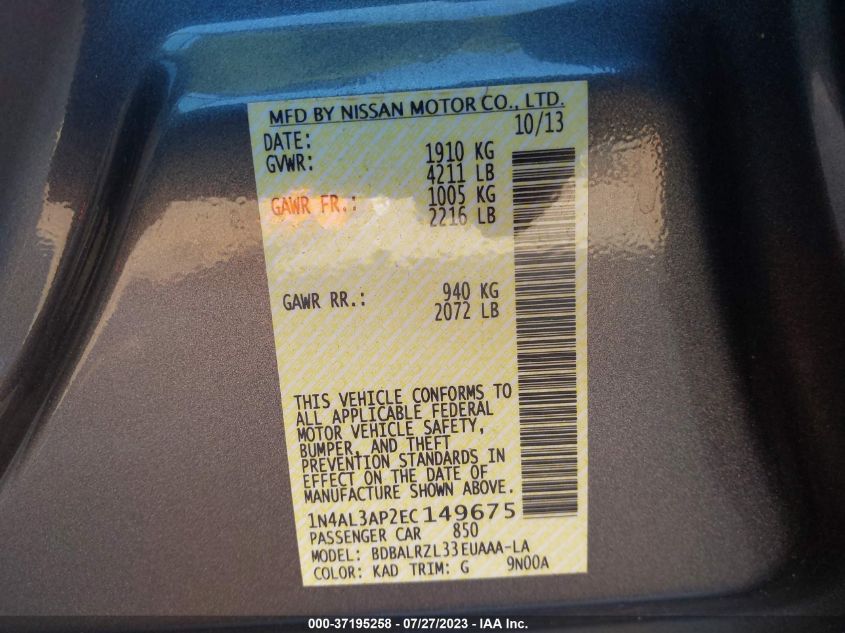 MFD BY NISSAN MOTOR CO., LTD.
DATE: 10/13
GVWR: 1910 KG
4211 LB
GAWR FR.: 1005 KG
2216 LB
GAWR RR.: 940 KG
2072 LB
THIS VEHICLE CONFORMS TO
ALL APPLICABLE FEDERAL
MOTOR VEHICLE SAFETY,
BUMPER, AND THEFT
PREVENTION STANDARDS IN
EFFECT ON THE DATE OF
MANUFACTURE SHOWN ABOVE.
1N4AL3AP2EC149675
PASSENGER CAR 850
MODEL: BDBALRZL33EUAAA-LA
COLOR: KAD TRIM: G 9N00A
000-37195258 - 07/27/2023 - IAA Inc.